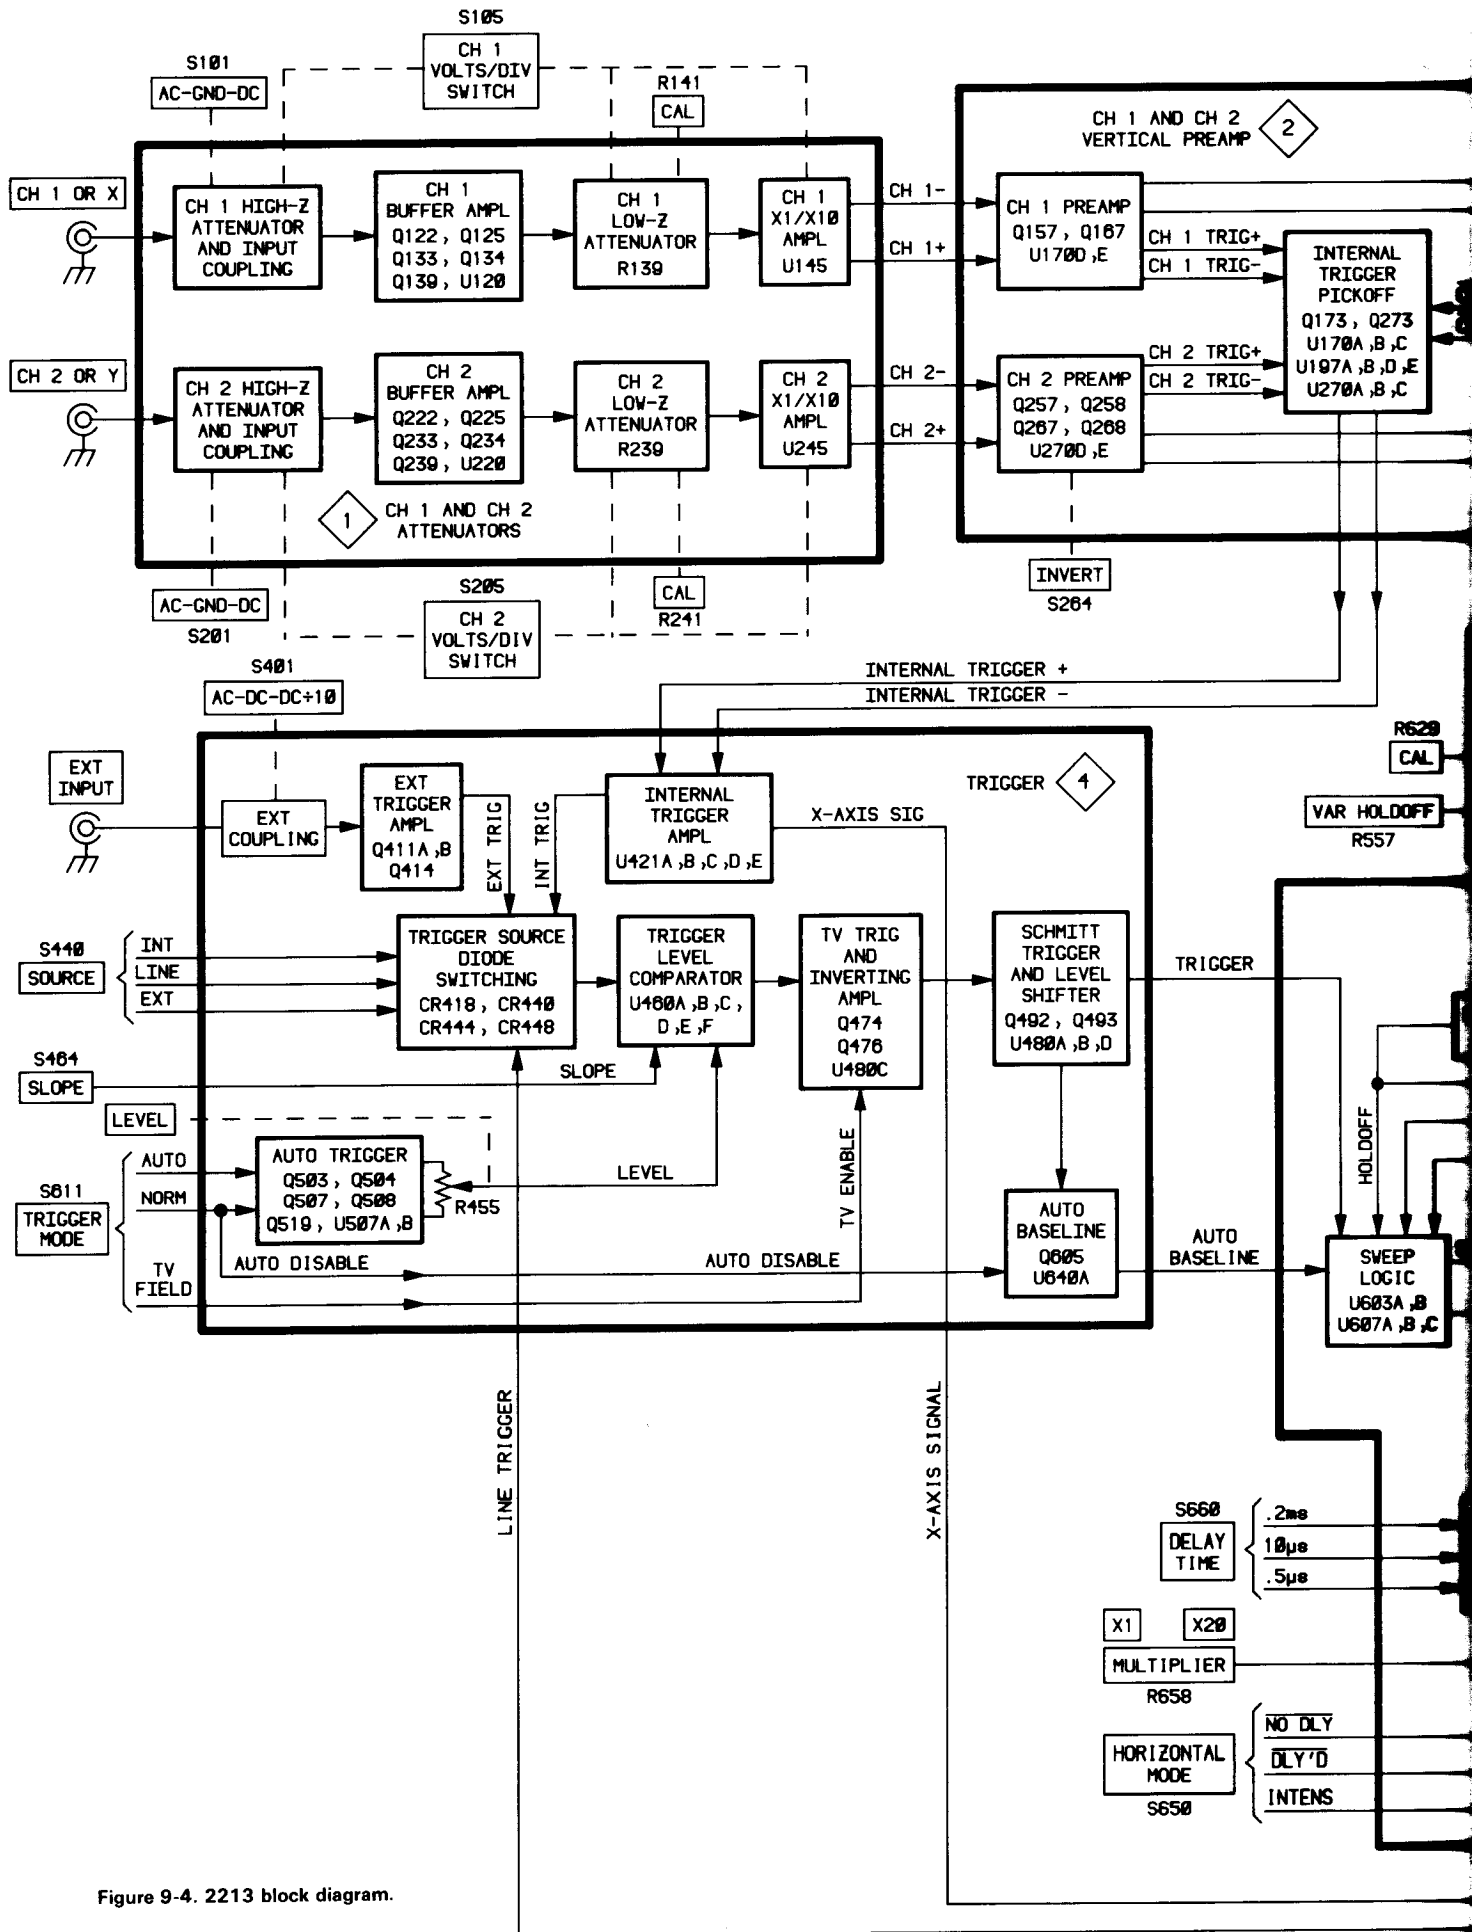 S105
CH 1
VOLTS/DIV
SWITCH
S101
AC-GND-DC
R141
CAL
CH 1 AND CH 2
VERTICAL PREAMP
2
CH 1 OR X
CH 1 HIGH-Z
ATTENUATOR
AND INPUT
COUPLING
CH 1
BUFFER AMPL
Q122, Q125
Q133, Q134
Q139, U120
CH 1
LOW-Z
ATTENUATOR
R139
CH 1
X1/X10
AMPL
U145
CH 1-
CH 1+
CH 1 PREAMP
Q157, Q167
U170D,E
CH 1 TRIG+
CH 1 TRIG-
INTERNAL
TRIGGER
PICKOFF
Q173, Q273
U170A,B,C
U197A,B,D,E
U270A,B,C
CH 2 OR Y
CH 2 HIGH-Z
ATTENUATOR
AND INPUT
COUPLING
CH 2
BUFFER AMPL
Q222, Q225
Q233, Q234
Q239, U220
CH 2
LOW-Z
ATTENUATOR
R239
CH 2
X1/X10
AMPL
U245
CH 2-
CH 2+
CH 2 PREAMP
Q257, Q258
Q267, Q268
U270D,E
CH 2 TRIG+
CH 2 TRIG-
1
CH 1 AND CH 2
ATTENUATORS
INVERT
S264
AC-GND-DC
S201
S205
CH 2
VOLTS/DIV
SWITCH
CAL
R241
S401
AC-DC-DC÷10
INTERNAL TRIGGER +
INTERNAL TRIGGER -
R629
CAL
VAR HOLDOFF
R557
TRIGGER
4
EXT
INPUT
EXT
COUPLING
EXT
TRIGGER
AMPL
Q411A,B
Q414
EXT TRIG
INT TRIG
INTERNAL
TRIGGER
AMPL
U421A,B,C,D,E
X-AXIS SIG
S440
SOURCE
INT
LINE
EXT
TRIGGER SOURCE
DIODE
SWITCHING
CR418, CR440
CR444, CR448
TRIGGER
LEVEL
COMPARATOR
U460A,B,C,
D,E,F
TV TRIG
AND
INVERTING
AMPL
Q474
Q476
U480C
SCHMITT
TRIGGER
AND LEVEL
SHIFTER
Q492, Q493
U480A,B,D
TRIGGER
S464
SLOPE
SLOPE
LEVEL
S611
TRIGGER
MODE
AUTO
NORM
TV
FIELD
AUTO TRIGGER
Q503, Q504
Q507, Q508
Q519, U507A,B
R455
LEVEL
TV ENABLE
AUTO DISABLE
AUTO DISABLE
AUTO
BASELINE
Q605
U640A
AUTO
BASELINE
HOLDOFF
SWEEP
LOGIC
U603A,B
U607A,B,C
LINE TRIGGER
X-AXIS SIGNAL
S660
DELAY
TIME
.2ms
10µs
.5µs
X1
X20
MULTIPLIER
R658
HORIZONTAL
MODE
S650
NO DLY
DLY'D
INTENS
Figure 9-4. 2213 block diagram.